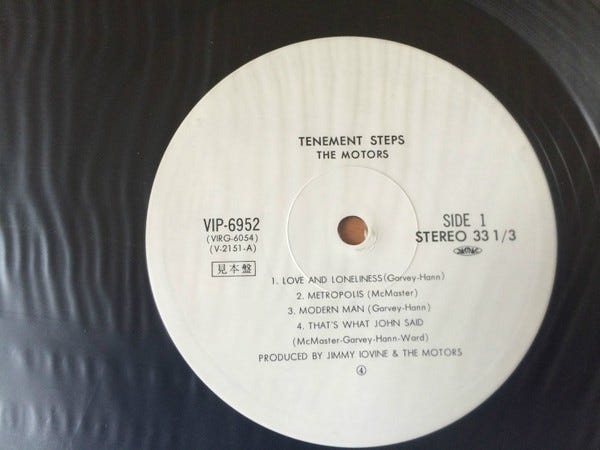 TENEMENT STEPS
THE MOTORS
VIP-6952
(VIRG-6054)
(V-2151-A)
見本盤
SIDE 1
STEREO 33 1/3
1. LOVE AND LONELINESS (Garvey-Hann)
2. METROPOLIS (McMaster)
3. MODERN MAN (Garvey-Hann)
4. THAT'S WHAT JOHN SAID
(McMaster-Garvey-Hann-Ward)
PRODUCED BY JIMMY IOVINE & THE MOTORS
④